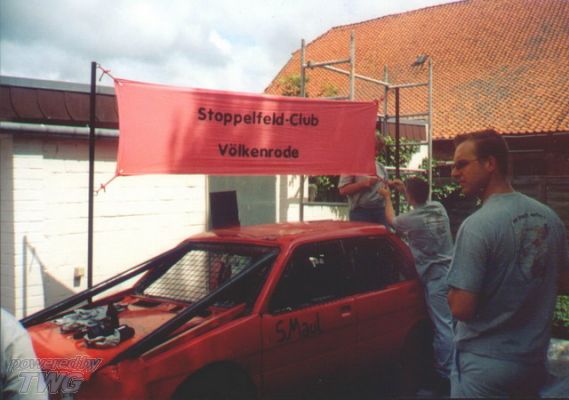 Stoppelfeld-Club
Völkenrode
S.Maul
powered by
TWG